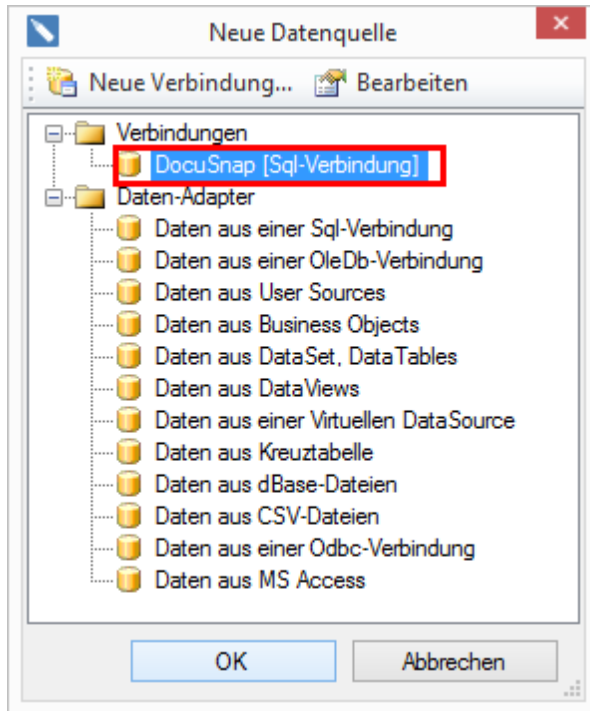 Neue Datenquelle
Neue Verbindung... Bearbeiten
Verbindungen
DocuSnap [Sql-Verbindung]
Daten-Adapter
Daten aus einer Sql-Verbindung
Daten aus einer OleDb-Verbindung
Daten aus User Sources
Daten aus Business Objects
Daten aus DataSet, DataTables
Daten aus DataViews
Daten aus einer Virtuellen DataSource
Daten aus Kreuztabelle
Daten aus dBase-Dateien
Daten aus CSV-Dateien
Daten aus einer Odbc-Verbindung
Daten aus MS Access
OK Abbrechen